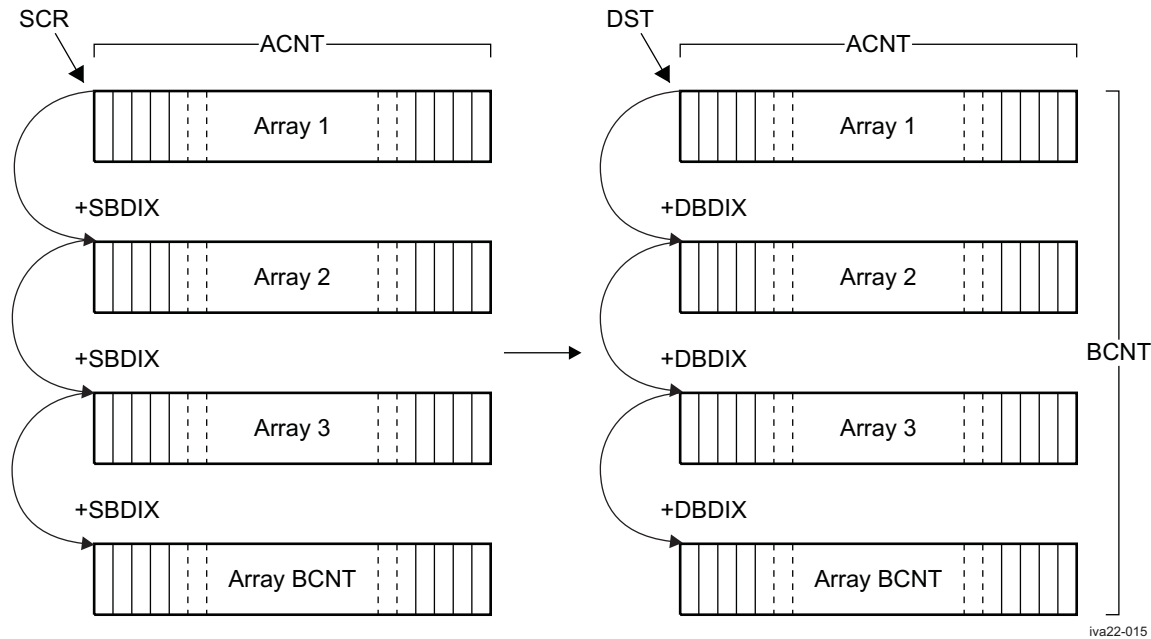 SCR
ACNT
DST
ACNT
Array 1
Array 1
+SBDIX
+DBDIX
Array 2
Array 2
+SBDIX
+DBDIX
BCNT
Array 3
Array 3
+SBDIX
+DBDIX
Array BCNT
Array BCNT
iva22-015